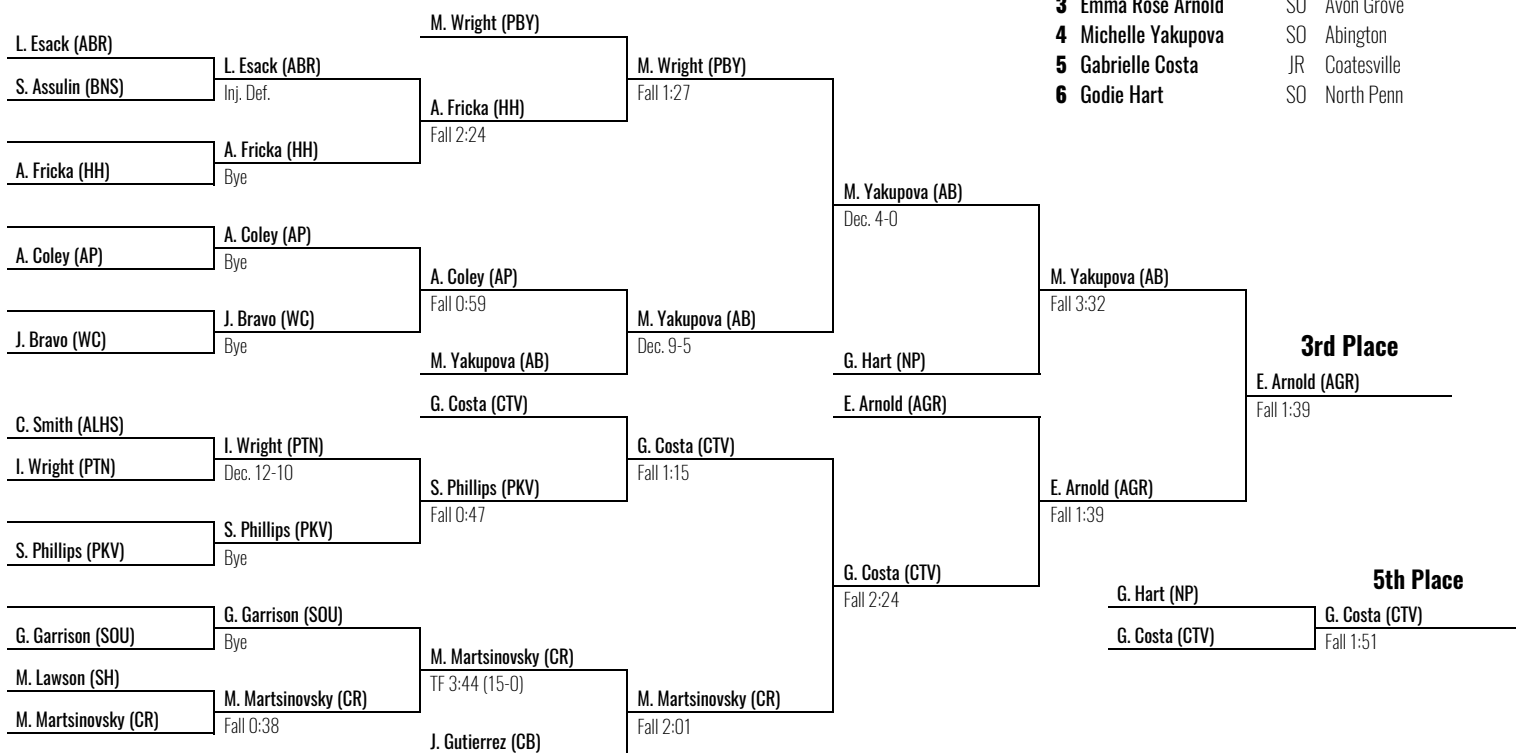 M. Wright (PBY)
3 Emma Rose Arnold SO Avon Grove
L. Esack (ABR)
4 Michelle Yakupova SO Abington
L. Esack (ABR)
M. Wright (PBY)
5 Gabrielle Costa JR Coatesville
S. Assulin (BNS)
Inj. Def.
Fall 1:27
6 Godie Hart SO North Penn
A. Fricka (HH)
Fall 2:24
A. Fricka (HH)
A. Fricka (HH)
Bye
M. Yakupova (AB)
Dec. 4-0
A. Coley (AP)
A. Coley (AP)
Bye
A. Coley (AP)
M. Yakupova (AB)
Fall 0:59
Fall 3:32
J. Bravo (WC)
M. Yakupova (AB)
J. Bravo (WC)
Bye
Dec. 9-5
3rd Place
M. Yakupova (AB)
G. Hart (NP)
E. Arnold (AGR)
G. Costa (CTV)
E. Arnold (AGR)
Fall 1:39
C. Smith (ALHS)
I. Wright (PTN)
G. Costa (CTV)
I. Wright (PTN)
Dec. 12-10
Fall 1:15
S. Phillips (PKV)
E. Arnold (AGR)
Fall 0:47
Fall 1:39
S. Phillips (PKV)
S. Phillips (PKV)
Bye
G. Costa (CTV)
5th Place
G. Hart (NP)
Fall 2:24
G. Garrison (SOU)
G. Costa (CTV)
G. Garrison (SOU)
Bye
G. Costa (CTV)
Fall 1:51
M. Martsinovsky (CR)
M. Lawson (SH)
TF 3:44 (15-0)
M. Martsinovsky (CR)
M. Martsinovsky (CR)
M. Martsinovsky (CR)
Fall 0:38
Fall 2:01
J. Gutierrez (CB)